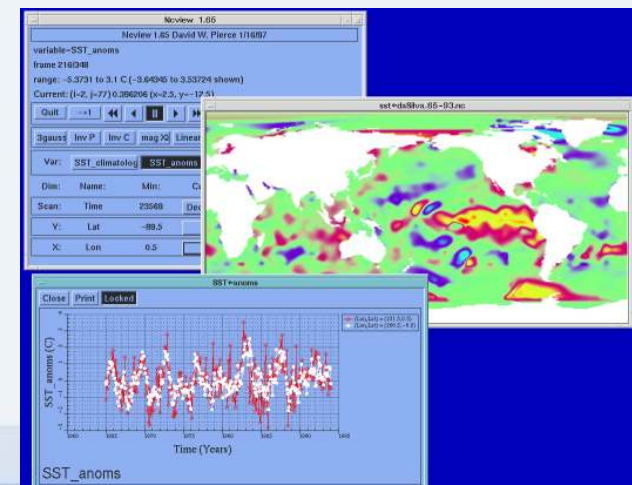 Ncview 1.65
Ncview 1.65 David W. Pierce 1/16/97
variable=SST_anoms
frame 216/348
range: -5.3731 to 3.1 C (-3.64345 to 3.53724 shown)
Current: (i=2, j=77) 0.396206 (x=2.5, y=-12.5)
Quit ->1
3gauss Inv P Inv C mag X Linear
Var: SST_climatolog SST_anoms
Dim: Name: Min:
Scan: Time 23568
Y: Lat -89.5
X: Lon 0.5
sst+daSilva.65-93.nc
SST+anoms
Close Print Locked
SST_anoms (C)
Time (Years)
SST_anoms